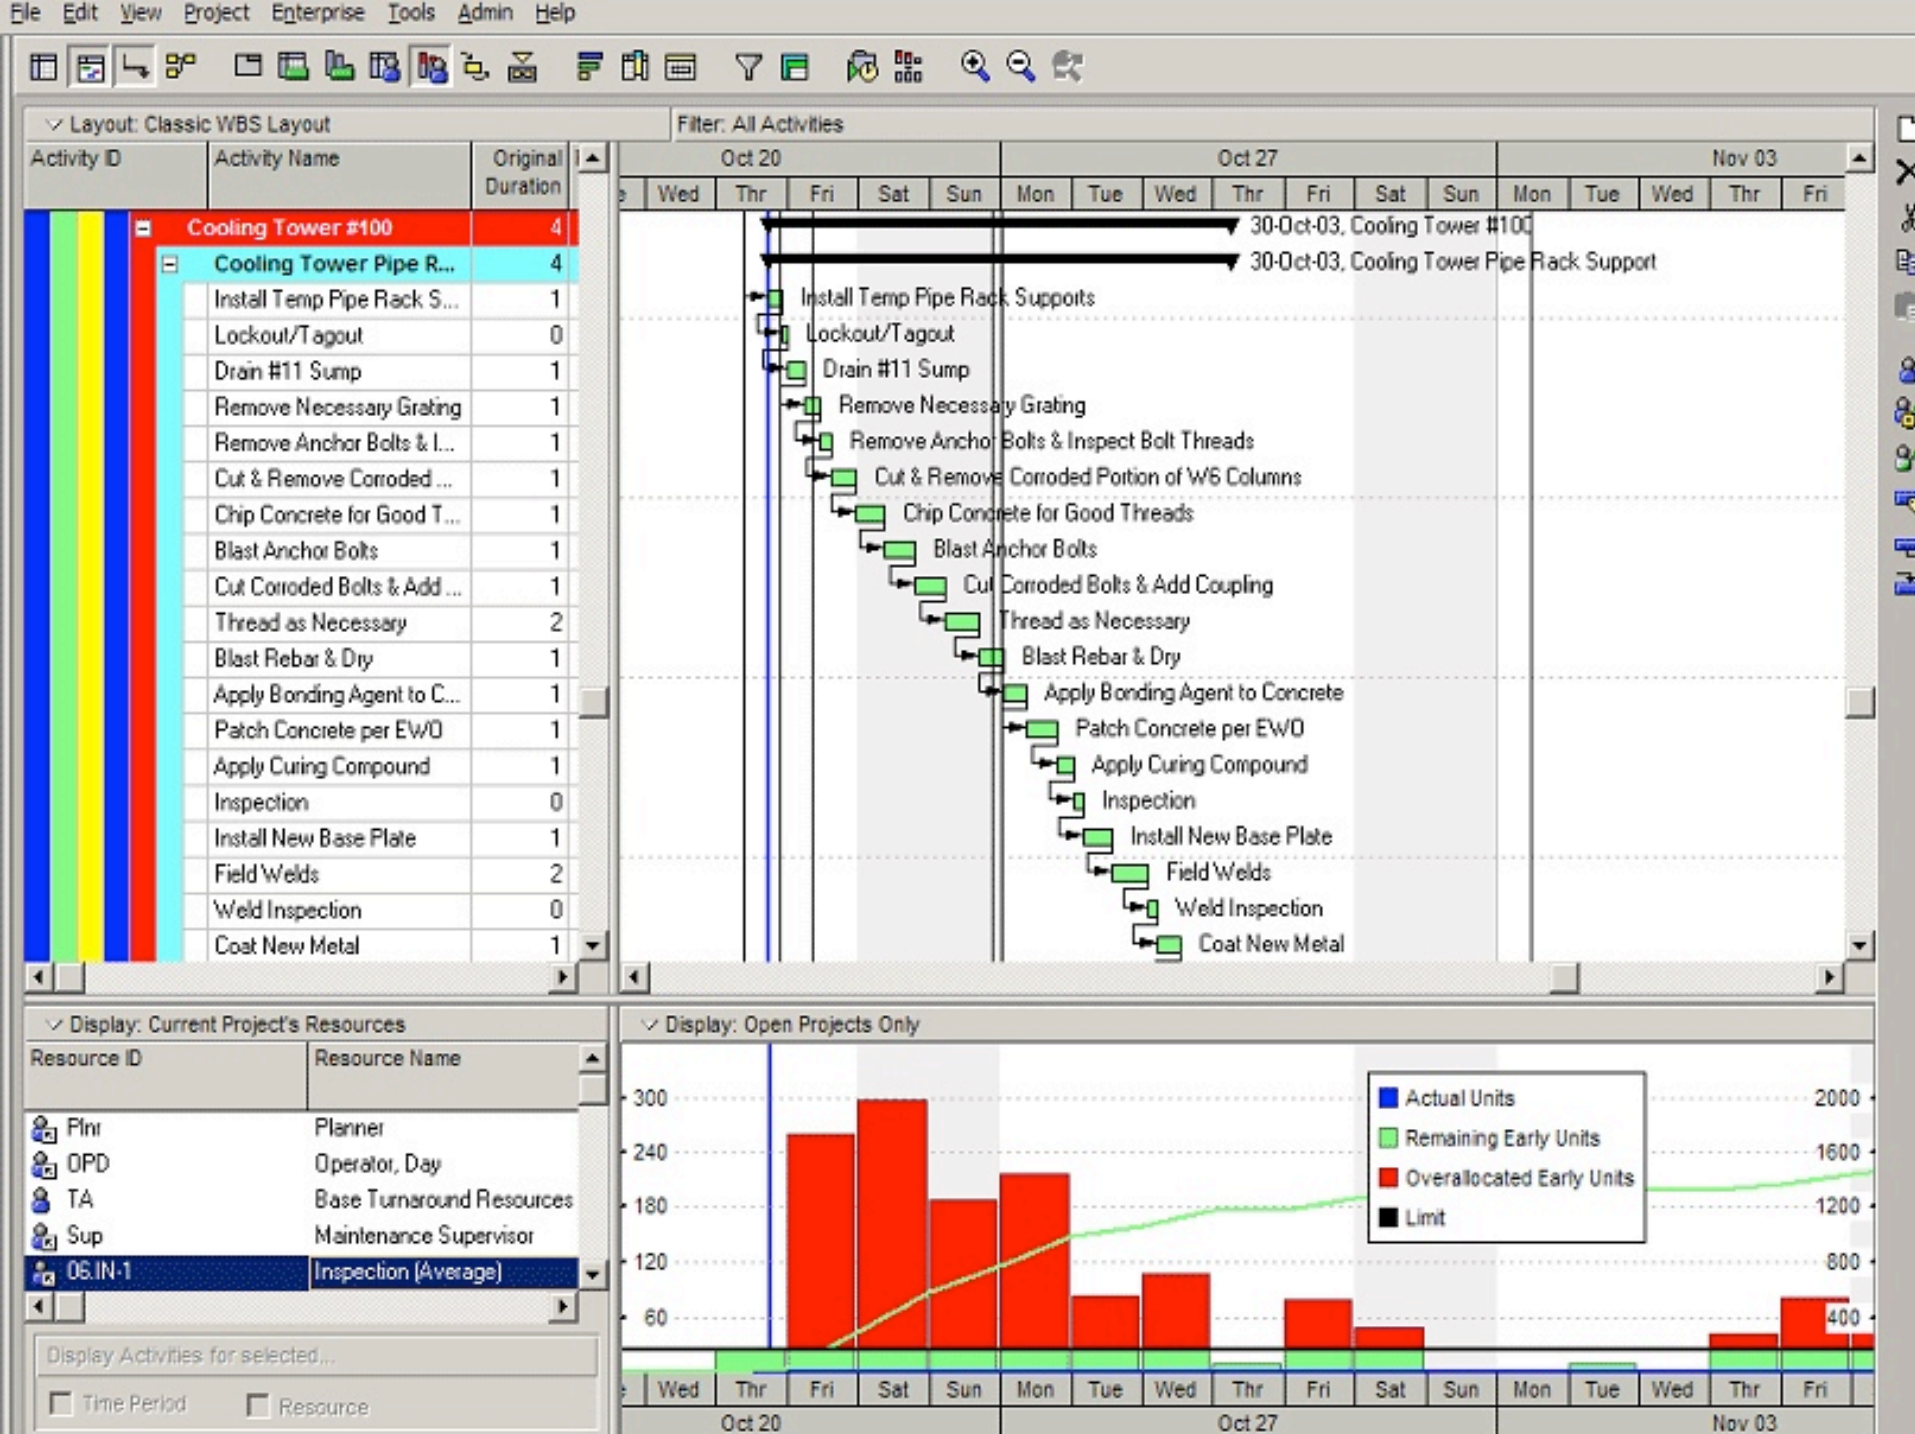 File Edit View Project Enterprise Tools Admin Help
Layout: Classic WBS Layout
Filter: All Activities
Activity ID
Activity Name
Original
Duration
Oct 20
Oct 27
Nov 03
Wed Thr Fri Sat Sun Mon Tue Wed Thr Fri Sat Sun Mon Tue Wed Thr Fri
Cooling Tower #100 4
30-Oct-03, Cooling Tower #100
Cooling Tower Pipe R... 4
30-Oct-03, Cooling Tower Pipe Rack Support
Install Temp Pipe Rack S... 1
Install Temp Pipe Rack Supports
Lockout/Tagout 0
Lockout/Tagout
Drain #11 Sump 1
Drain #11 Sump
Remove Necessary Grating 1
Remove Necessary Grating
Remove Anchor Bolts & I... 1
Remove Anchor Bolts & Inspect Bolt Threads
Cut & Remove Corroded ... 1
Cut & Remove Corroded Portion of W6 Columns
Chip Concrete for Good T... 1
Chip Concrete for Good Threads
Blast Anchor Bolts 1
Blast Anchor Bolts
Cut Corroded Bolts & Add ... 1
Cut Corroded Bolts & Add Coupling
Thread as Necessary 2
Thread as Necessary
Blast Rebar & Dry 1
Blast Rebar & Dry
Apply Bonding Agent to C... 1
Apply Bonding Agent to Concrete
Patch Concrete per EWO 1
Patch Concrete per EWO
Apply Curing Compound 1
Apply Curing Compound
Inspection 0
Inspection
Install New Base Plate 1
Install New Base Plate
Field Welds 2
Field Welds
Weld Inspection 0
Weld Inspection
Coat New Metal 1
Coat New Metal
Display: Current Project's Resources
Resource ID
Resource Name
Plnr Planner
OPD Operator, Day
TA Base Turnaround Resources
Sup Maintenance Supervisor
06.IN-1 Inspection (Average)
Display Activities for selected...
Time Period
Resource
Display: Open Projects Only
300
240
180
120
60
Actual Units
Remaining Early Units
Overallocated Early Units
Limit
2000
1600
1200
800
400
Wed Thr Fri Sat Sun Mon Tue Wed Thr Fri Sat Sun Mon Tue Wed Thr Fri
Oct 20
Oct 27
Nov 03